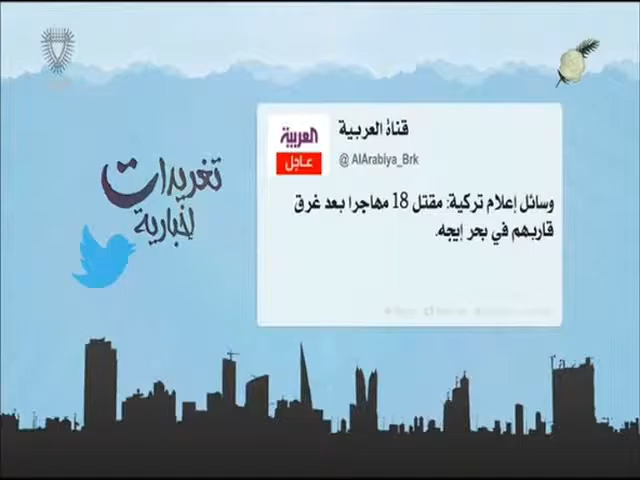 تغريدات
إخبارية
العربية
عاجل
قناة العربية
@AlArabiya_Brk
وسائل إعلام تركية: مقتل 18 مهاجرا بعد غرق
قاربهم في بحر إيجه.